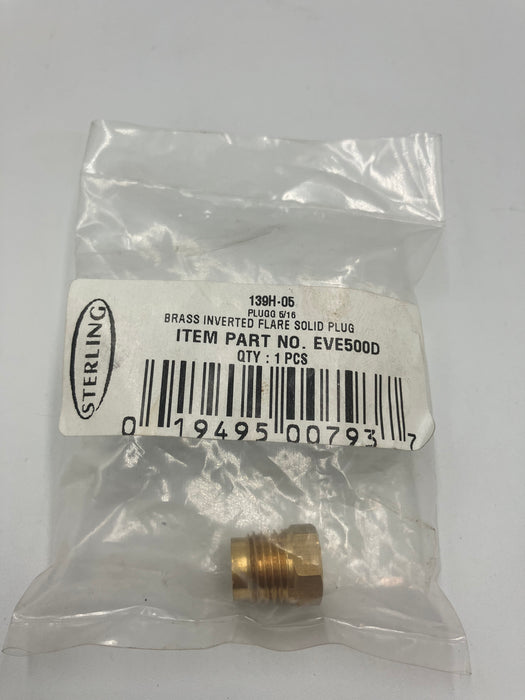 139H-05
PLUGG 5/16
BRASS INVERTED FLARE SOLID PLUG
ITEM PART NO. EVE500D
QTY : 1 PCS
STERLING
0 19495 00793 7